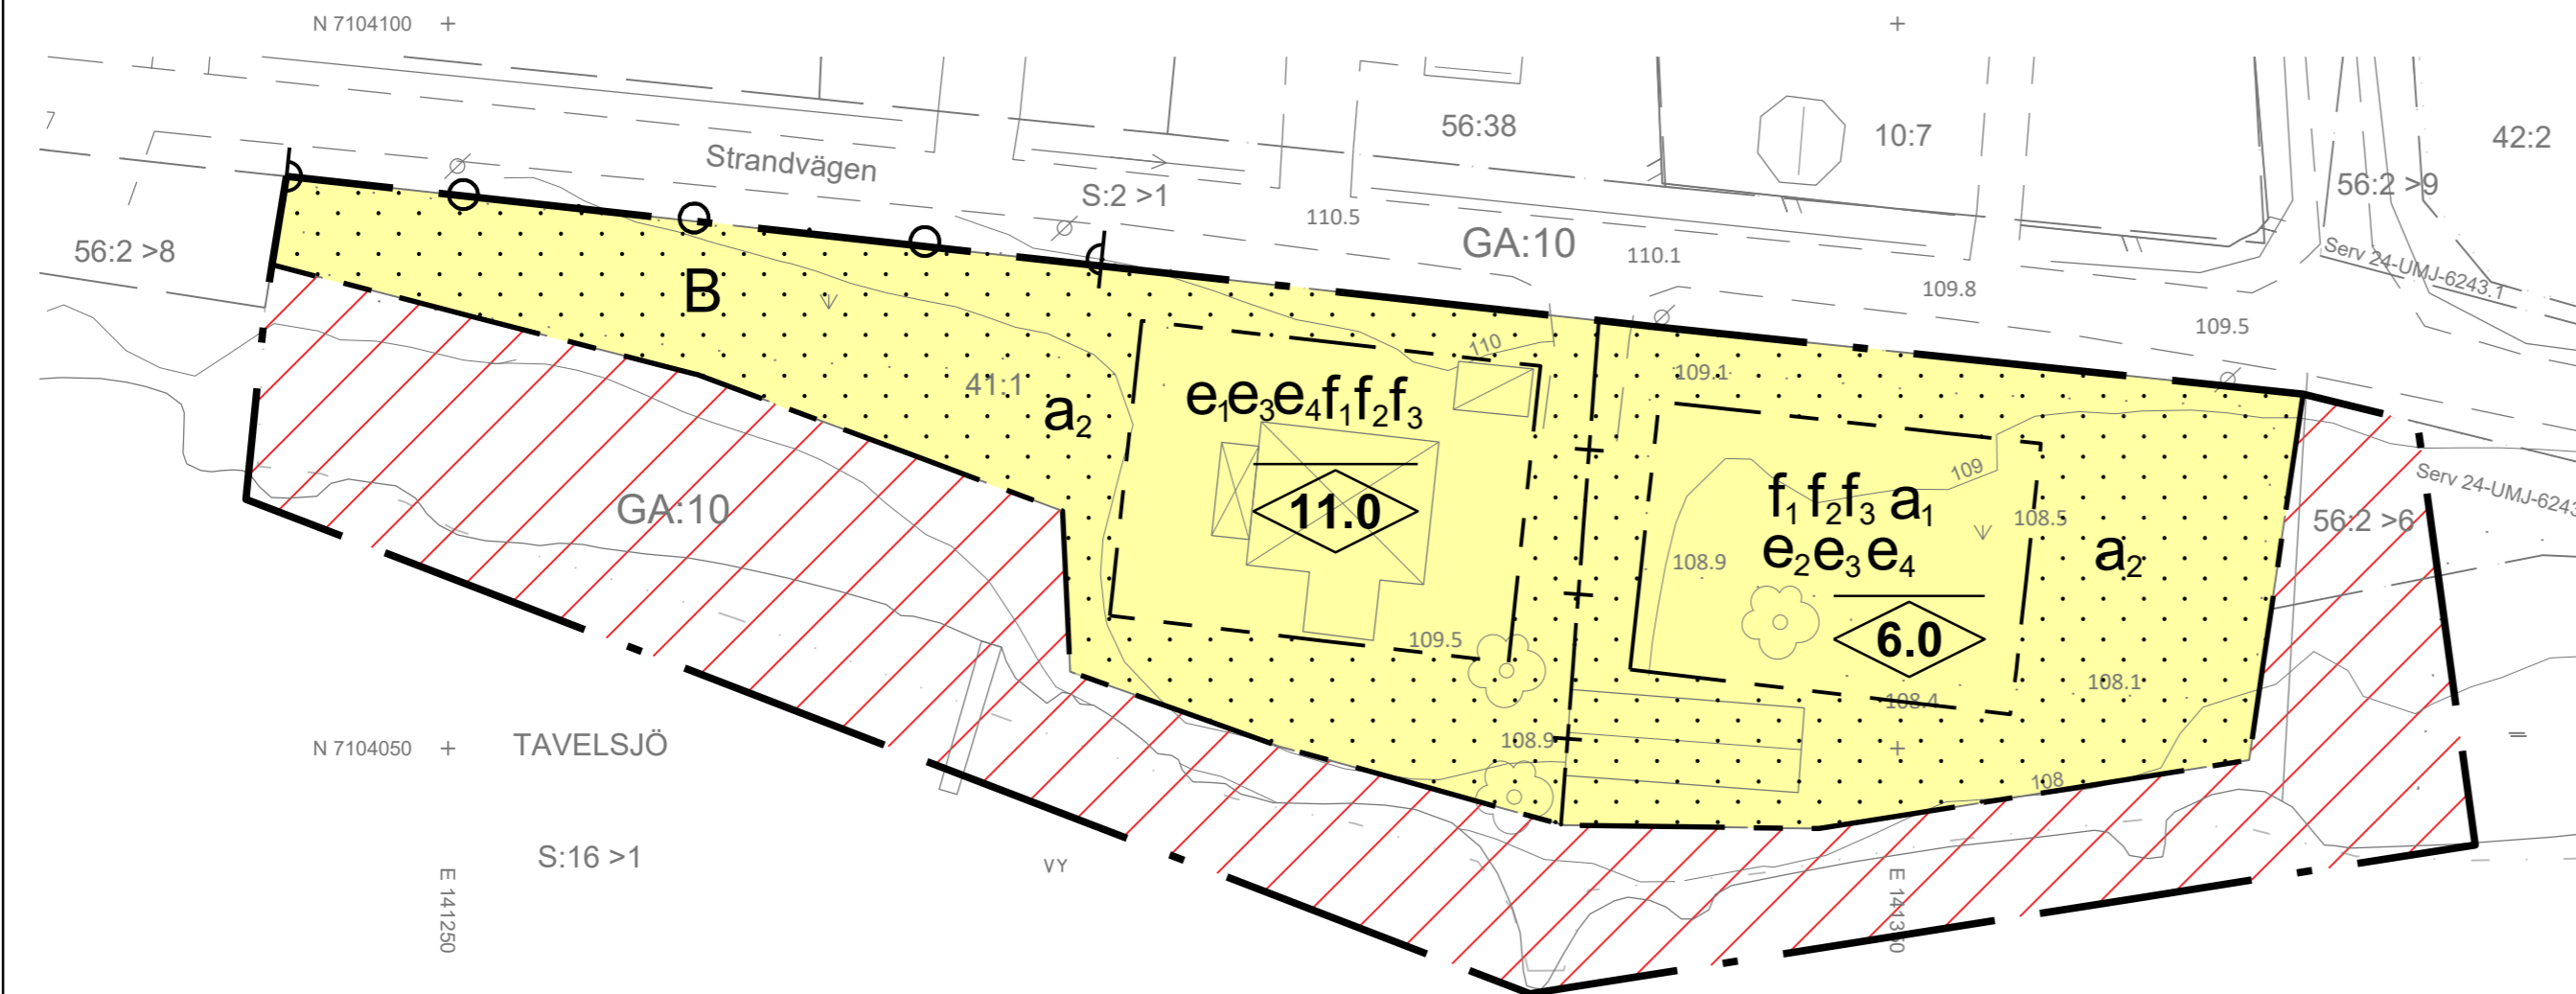 N 7104100
56:38
10:7
42:2
Strandvägen
S:2 >1
56:2 >9
56:2 >8
110.5
GA:10
110.1
109.8
Serv 24-UMJ-6243.1
109.5
B
110
109.1
41:1
a₂
e₁e₃e₄f₁f₂f₃
11.0
109
f₁f₂f₃ a₁
e₂e₃e₄
108.5
a₂
Serv 24-UMJ-6243
56:2 >6
GA:10
108.9
6.0
109.5
108.1
108.4
N 7104050
TAVELSJÖ
108.9
108
S:16 >1
VY
E 141250